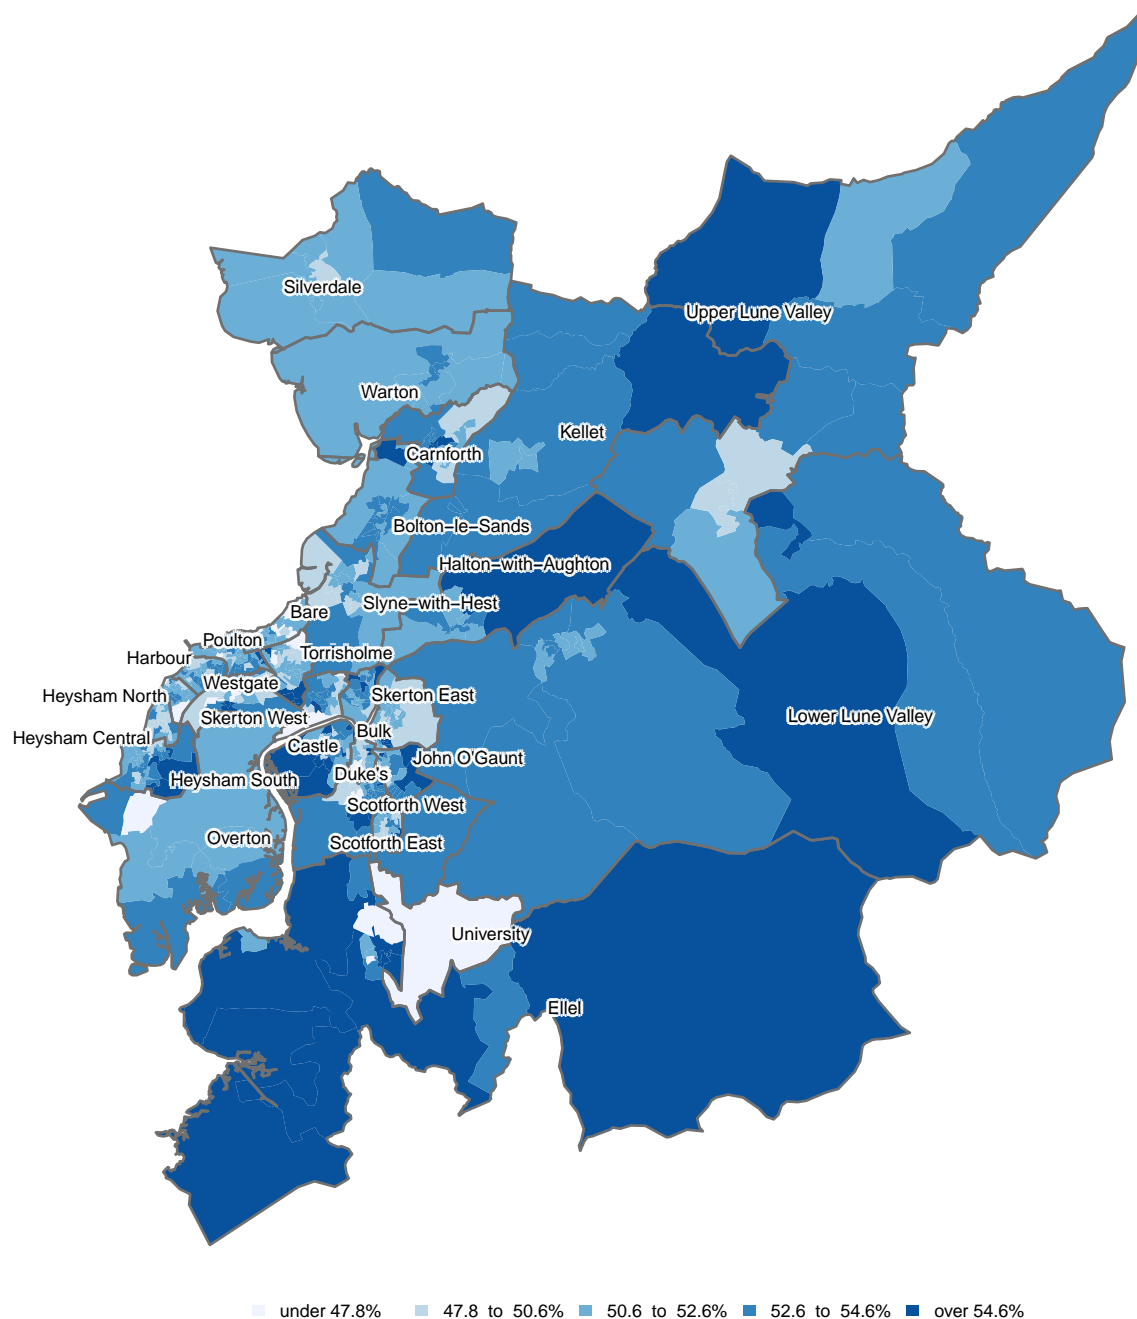 Silverdale
Upper Lune Valley
Warton
Kellet
Carnforth
Bolton–le–Sands
Halton–with–Aughton
Slyne–with–Hest
Bare
Poulton
Torrisholme
Harbour
Westgate
Heysham North
Skerton East
Skerton West
Lower Lune Valley
Bulk
Heysham Central
Castle
John O'Gaunt
Duke's
Heysham South
Scotforth West
Overton
Scotforth East
University
Ellel
under 47.8%
47.8 to 50.6%
50.6 to 52.6%
52.6 to 54.6%
over 54.6%